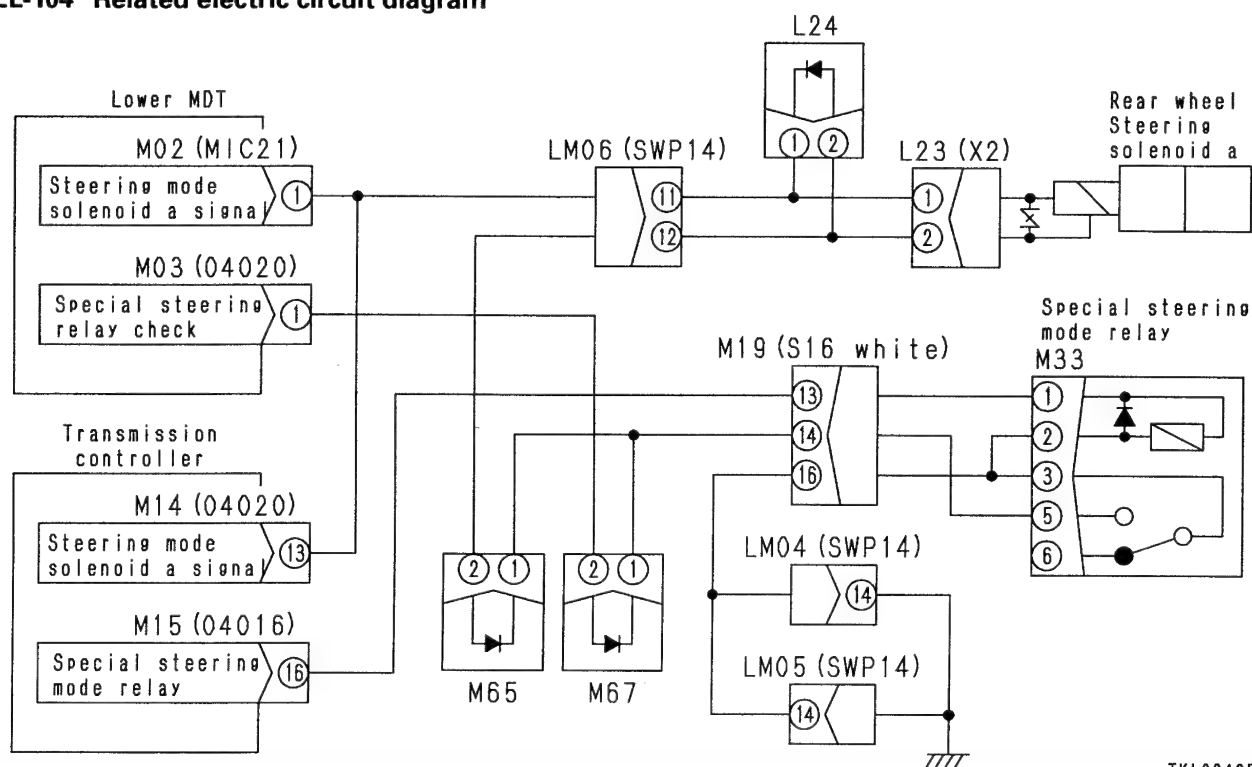 Related electric circuit diagram
L24
1
2
Lower MDT
M02 (MIC21)
Steering mode
solenoid a signal
1
M03 (04020)
Special steering
relay check
1
LM06 (SWP14)
11
12
L23 (X2)
1
2
Rear wheel
Steering
solenoid a
Special steering
mode relay
M33
1
2
3
5
6
M19 (S16 white)
13
14
16
Transmission
controller
M14 (04020)
Steering mode
solenoid a signal
13
M15 (04016)
Special steering
mode relay
16
2
1
M65
2
1
M67
LM04 (SWP14)
14
LM05 (SWP14)
14